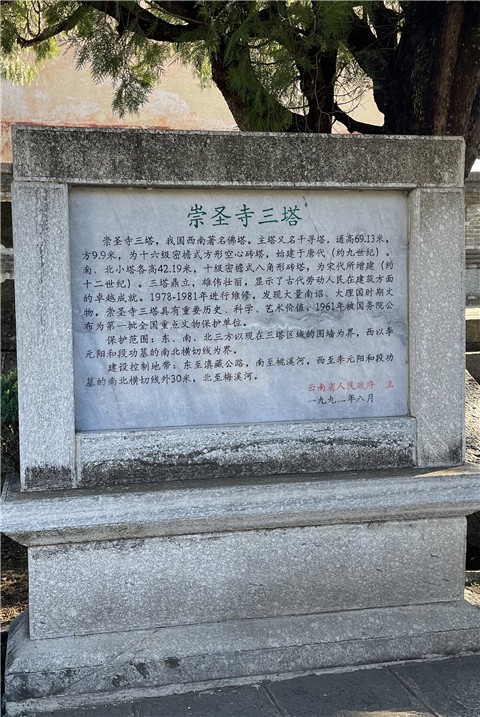 崇圣寺三塔
崇圣寺三塔，我国西南著名佛塔，主塔又名千寻塔，通高69.13米，
方9.9米，为十六级密檐式方形空心砖塔，始建于唐代（约九世纪）。
南、北小塔各高42.19米，十级密檐式八角形砖塔，为宋代所增建（约
十二世纪）。三塔鼎立，雄伟壮丽，显示了古代劳动人民在建筑方面
的卓越成就。1978-1981年进行维修，发现大量南诏、大理国时期文
物。崇圣寺三塔具有重要历史、科学、艺术价值，1961年被国务院公
布为第一批全国重点文物保护单位。
保护范围：东、南、北三方以现在三塔区域的围墙为界，西以李
元阳和段功墓的南北横切线为界。
建设控制地带：东至滇藏公路，南至桃溪河，西至李元阳和段功
墓的南北横切线外30米，北至梅溪河。
云南省人民政府 立
一九九二年八月